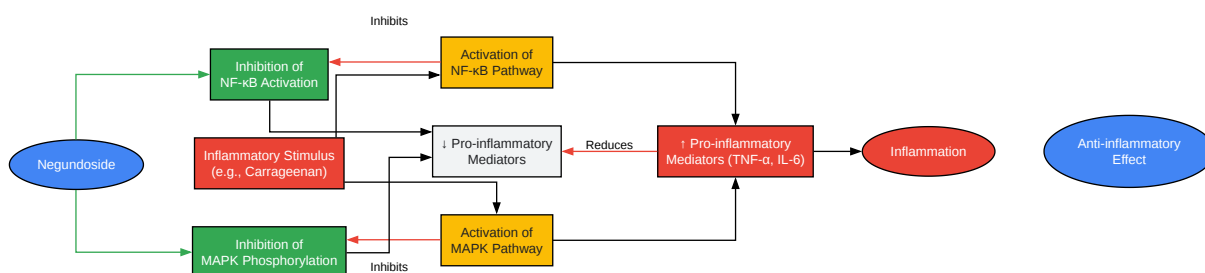 Inhibits
Activation of
NF-κB Pathway
Inhibition of
NF-κB Activation
Negundoside
Inflammatory Stimulus
(e.g., Carrageenan)
↓ Pro-inflammatory
Mediators
Reduces
↑ Pro-inflammatory
Mediators (TNF-α, IL-6)
Inflammation
Anti-inflammatory
Effect
Inhibition of
MAPK Phosphorylation
Activation of
MAPK Pathway
Inhibits